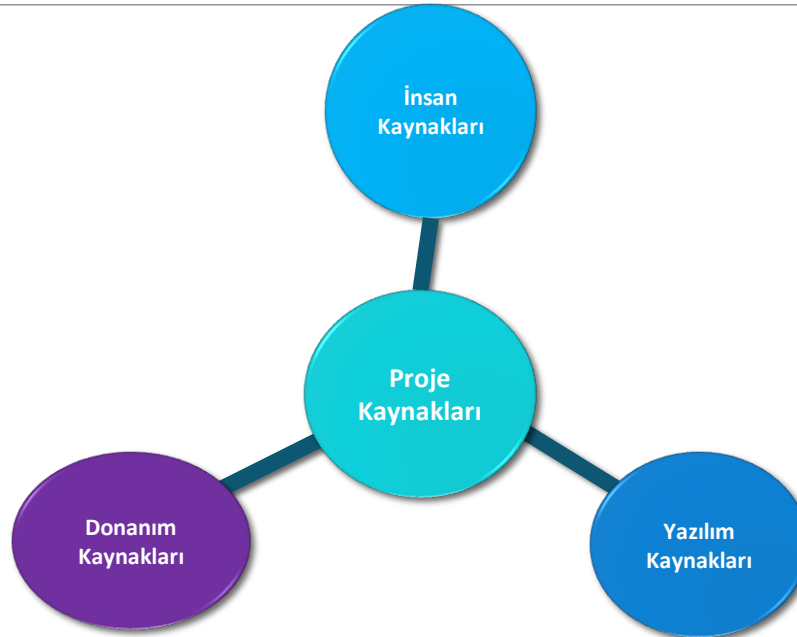 İnsan
Kaynakları
Proje
Kaynakları
Donanım
Kaynakları
Yazılım
Kaynakları